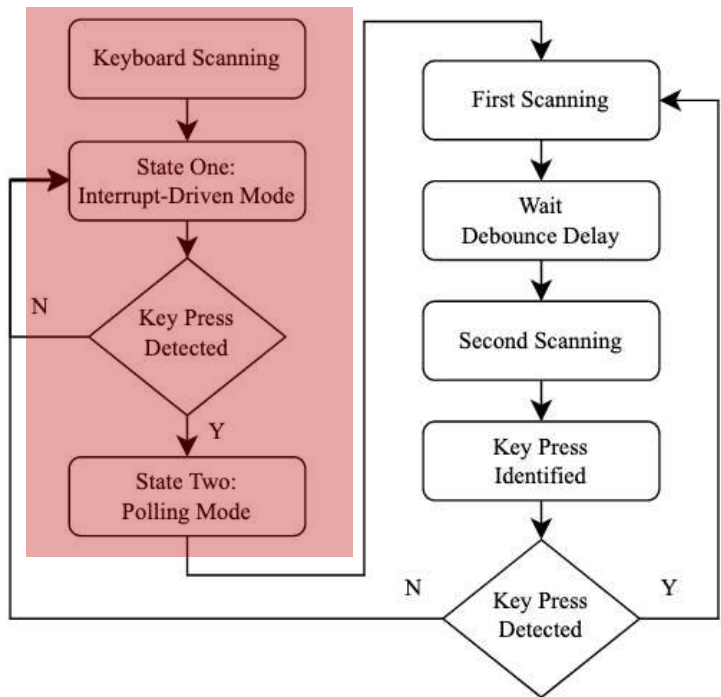 Keyboard Scanning
State One:
Interrupt-Driven Mode
N
Key Press
Detected
Y
State Two:
Polling Mode
First Scanning
Wait
Debounce Delay
Second Scanning
Key Press
Identified
N
Y
Key Press
Detected